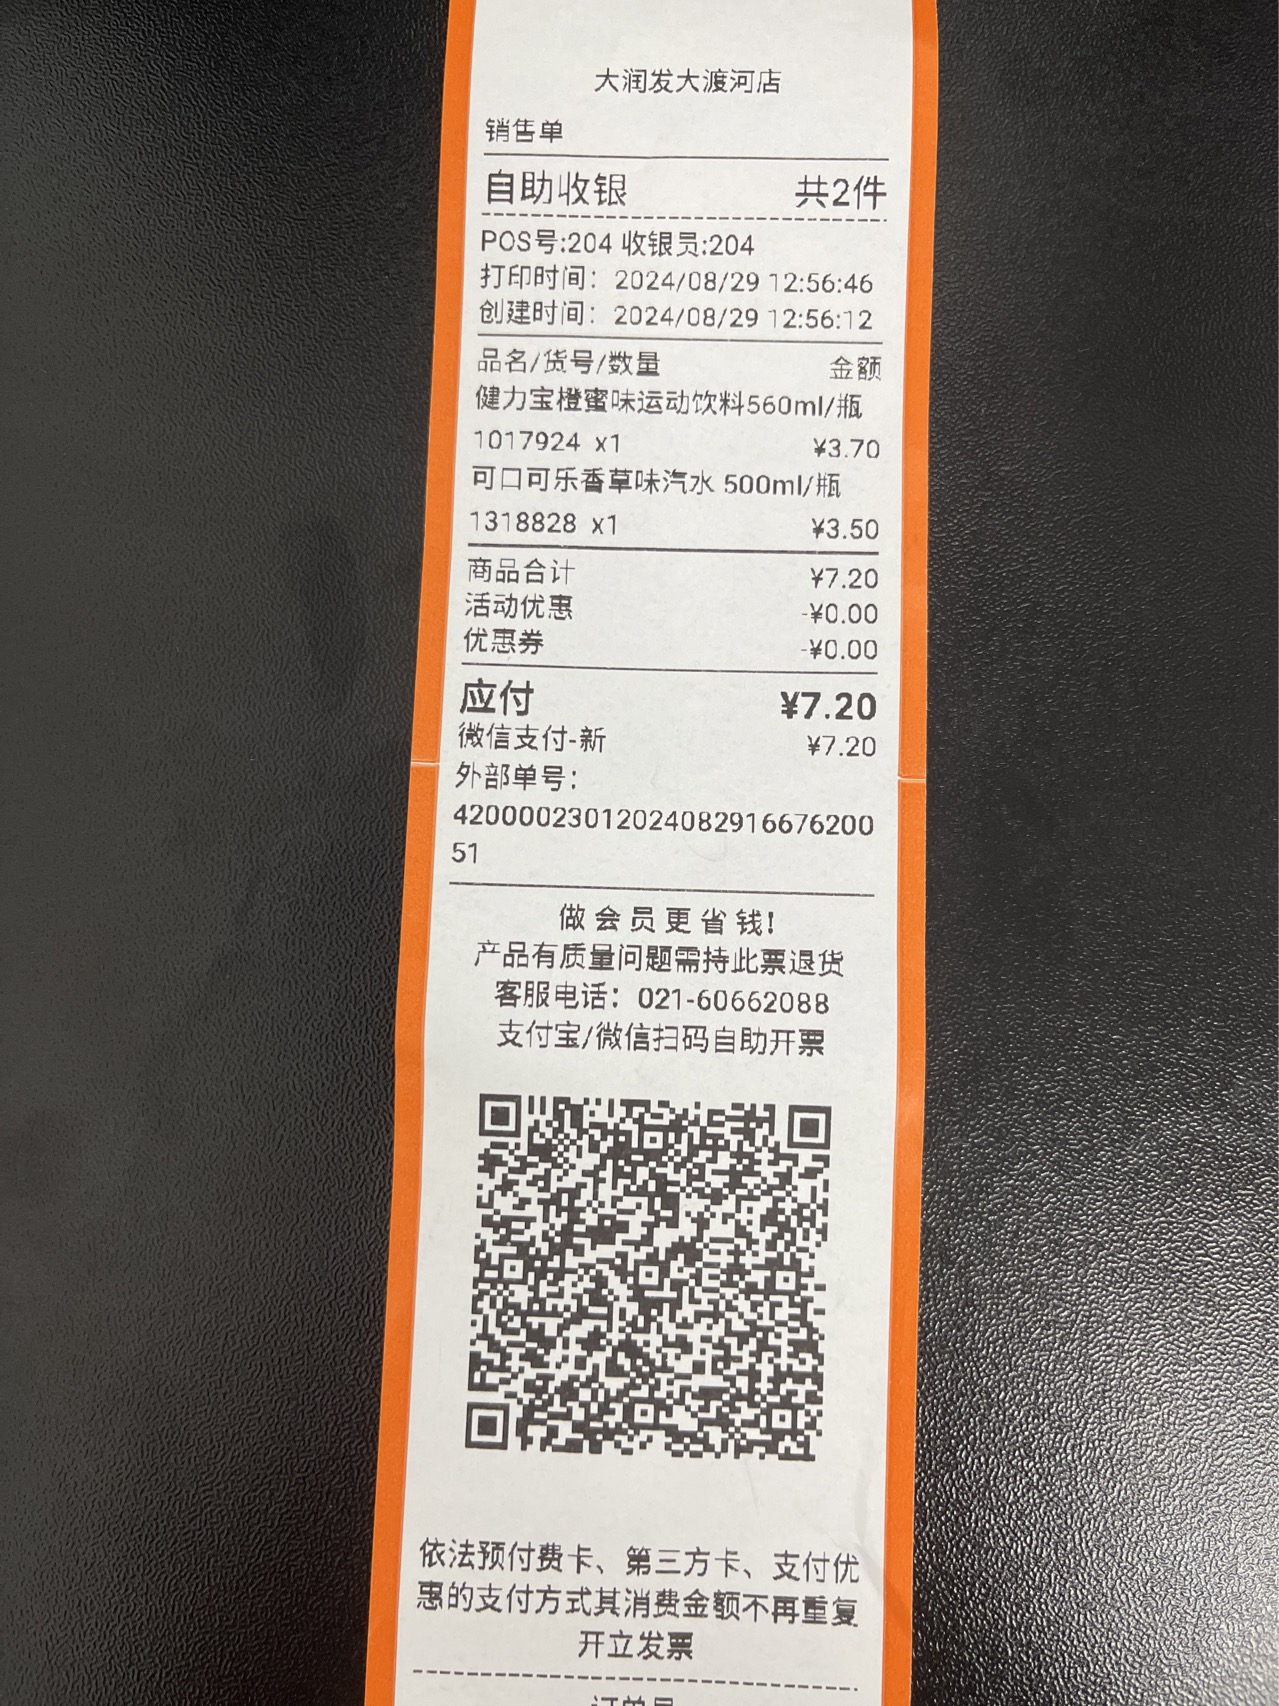 大润发大渡河店
销售单
自助收银 共2件
POS号:204 收银员:204
打印时间: 2024/08/29 12:56:46
创建时间: 2024/08/29 12:56:12
品名/货号/数量 金额
健力宝橙蜜味运动饮料560ml/瓶
1017924 x1 ¥3.70
可口可乐香草味汽水 500ml/瓶
1318828 x1 ¥3.50
商品合计 ¥7.20
活动优惠 -¥0.00
优惠券 -¥0.00
应付 ¥7.20
微信支付-新 ¥7.20
外部单号:
42000023012024082916676200
51
做会员更省钱!
产品有质量问题需持此票退货
客服电话: 021-60662088
支付宝/微信扫码自助开票
依法预付费卡、第三方卡、支付优
惠的支付方式其消费金额不再重复
开立发票